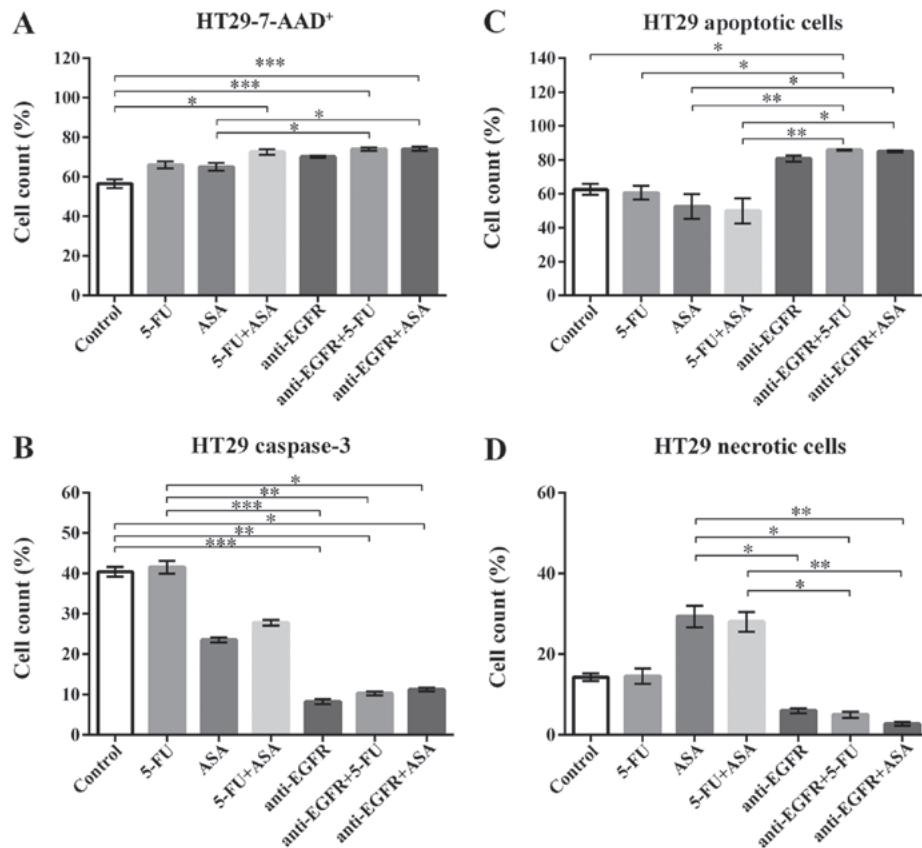 A
HT29-7-AAD⁺
Cell count (%)
120
100
80
60
40
20
0
***
***
*
*
*
Control
5-FU
ASA
5-FU+ASA
anti-EGFR
anti-EGFR+5-FU
anti-EGFR+ASA
C
HT29 apoptotic cells
Cell count (%)
140
120
100
80
60
40
20
0
*
*
*
**
*
**
Control
5-FU
ASA
5-FU+ASA
anti-EGFR
anti-EGFR+5-FU
anti-EGFR+ASA
B
HT29 caspase-3
Cell count (%)
60
50
40
30
20
10
0
*
**
***
*
**
***
Control
5-FU
ASA
5-FU+ASA
anti-EGFR
anti-EGFR+5-FU
anti-EGFR+ASA
D
HT29 necrotic cells
Cell count (%)
60
40
20
0
**
*
*
**
*
Control
5-FU
ASA
5-FU+ASA
anti-EGFR
anti-EGFR+5-FU
anti-EGFR+ASA